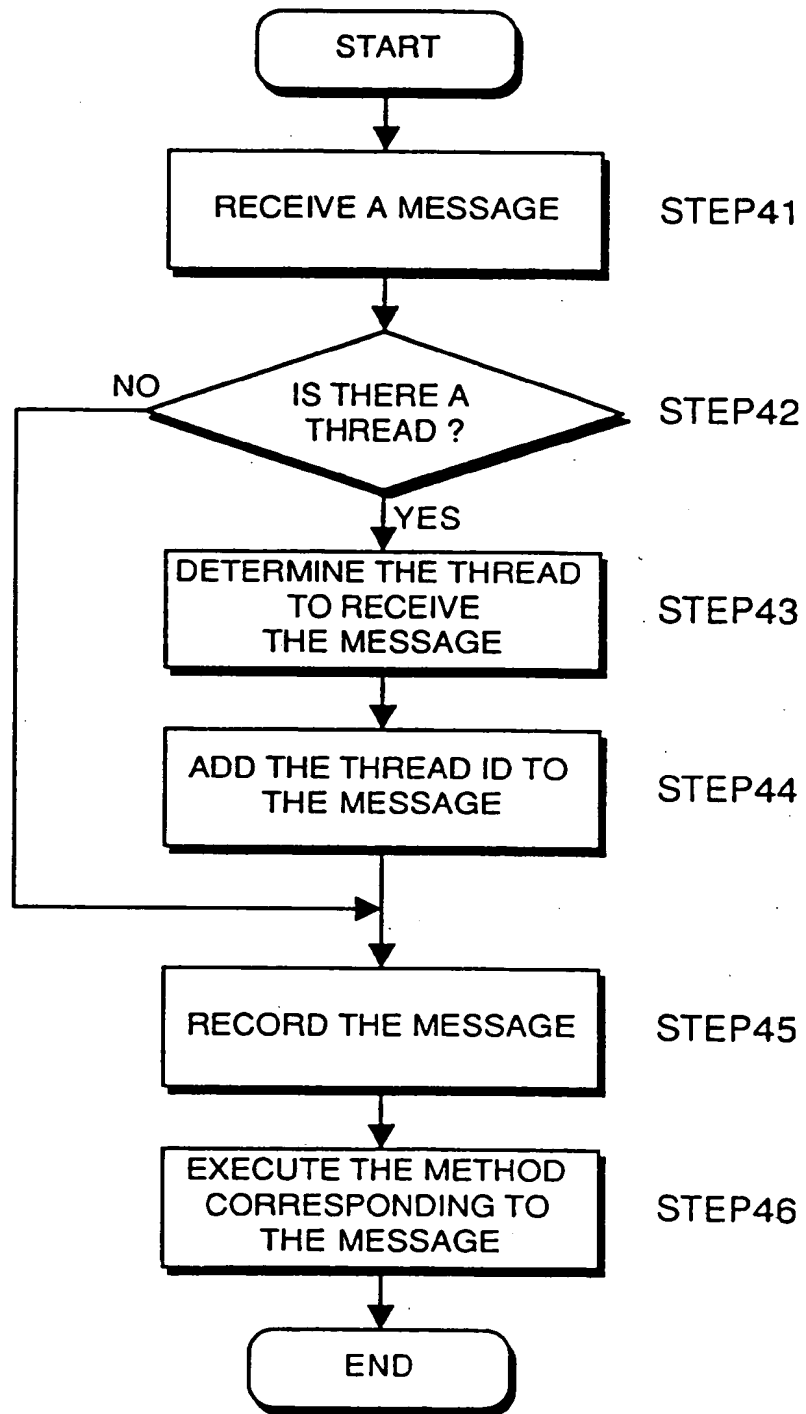 START
RECEIVE A MESSAGE
STEP41
NO
IS THERE A
THREAD ?
STEP42
YES
DETERMINE THE THREAD
TO RECEIVE
THE MESSAGE
STEP43
ADD THE THREAD ID TO
THE MESSAGE
STEP44
RECORD THE MESSAGE
STEP45
EXECUTE THE METHOD
CORRESPONDING TO
THE MESSAGE
STEP46
END